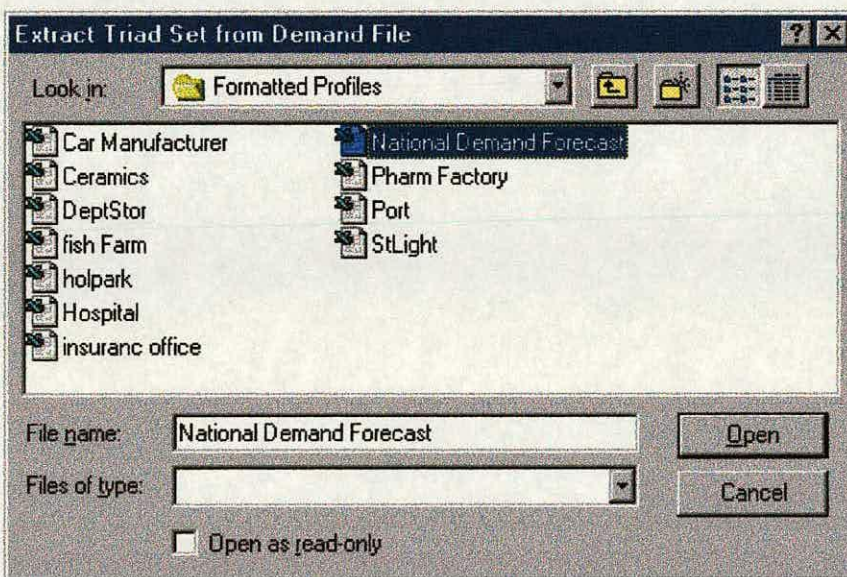 Extract Triad Set from Demand File
Look in: Formatted Profiles
Car Manufacturer
Ceramics
DeptStor
fish Farm
holpark
Hospital
insuranc office
National Demand Forecast
Pharm Factory
Port
StLight
File name: National Demand Forecast Open
Files of type: Cancel
Open as read-only